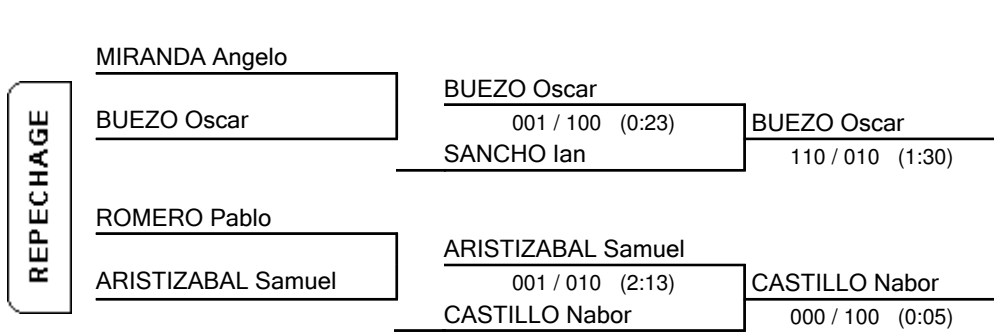 REPECHAGE
MIRANDA Angelo
BUEZO Oscar
BUEZO Oscar
001 / 100 (0:23)
SANCHO Ian
BUEZO Oscar
110 / 010 (1:30)
ROMERO Pablo
ARISTIZABAL Samuel
ARISTIZABAL Samuel
001 / 010 (2:13)
CASTILLO Nabor
CASTILLO Nabor
000 / 100 (0:05)